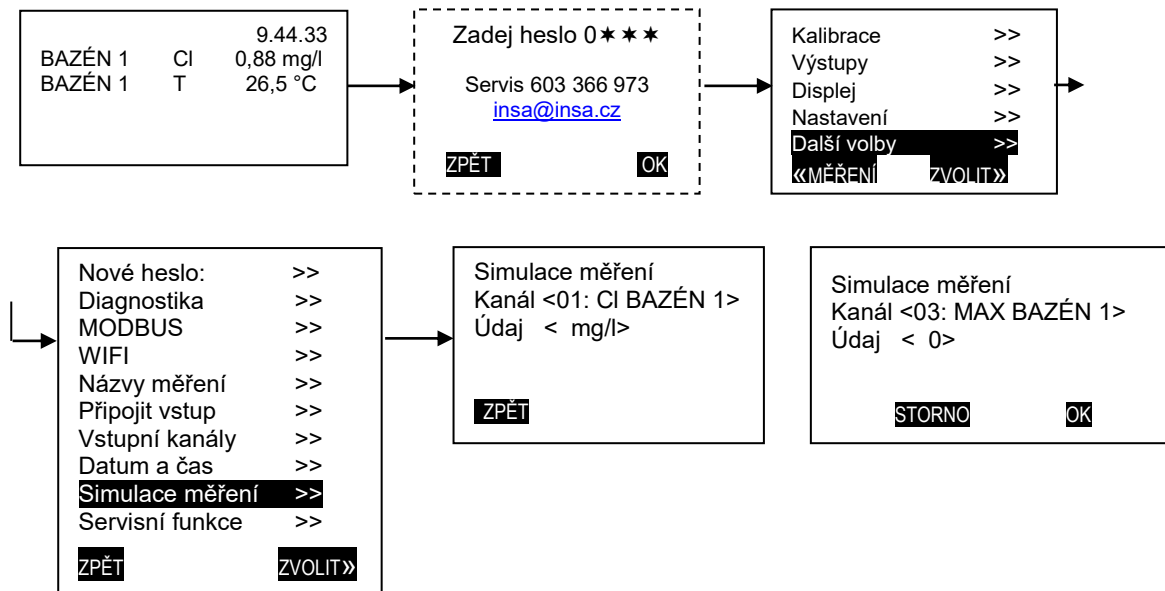 9.44.33
BAZÉN 1 Cl 0,88 mg/l
BAZÉN 1 T 26,5 °C
Zadej heslo 0✶✶✶
Servis 603 366 973
insa@insa.cz
ZPĚT OK
Kalibrace >>
Výstupy >>
Displej >>
Nastavení >>
Další volby >>
«MĚŘENÍ ZVOLIT»
Nové heslo: >>
Diagnostika >>
MODBUS >>
WIFI >>
Názvy měření >>
Připojit vstup >>
Vstupní kanály >>
Datum a čas >>
Simulace měření >>
Servisní funkce >>
ZPĚT ZVOLIT»
Simulace měření
Kanál <01: Cl BAZÉN 1>
Údaj < mg/l>
ZPĚT
Simulace měření
Kanál <03: MAX BAZÉN 1>
Údaj < 0>
STORNO OK